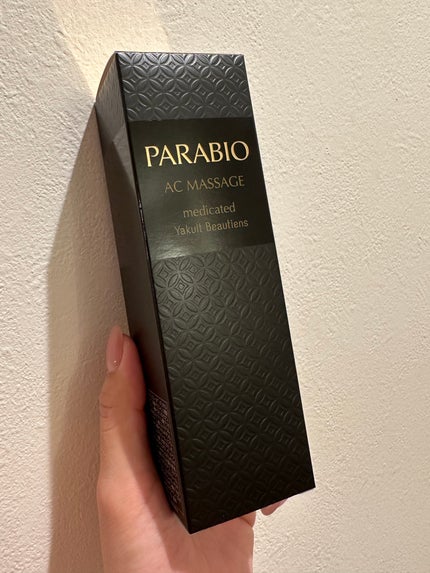 PARABIO
AC MASSAGE
medicated
Yakult Beautiens